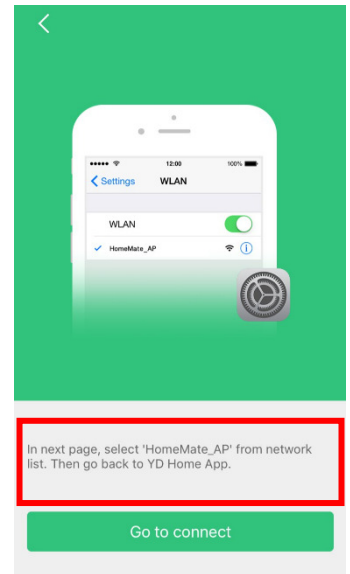 12:00
100%
Settings
WLAN
WLAN
HomeMate_AP
In next page, select 'HomeMate_AP' from network
list. Then go back to YD Home App.
Go to connect